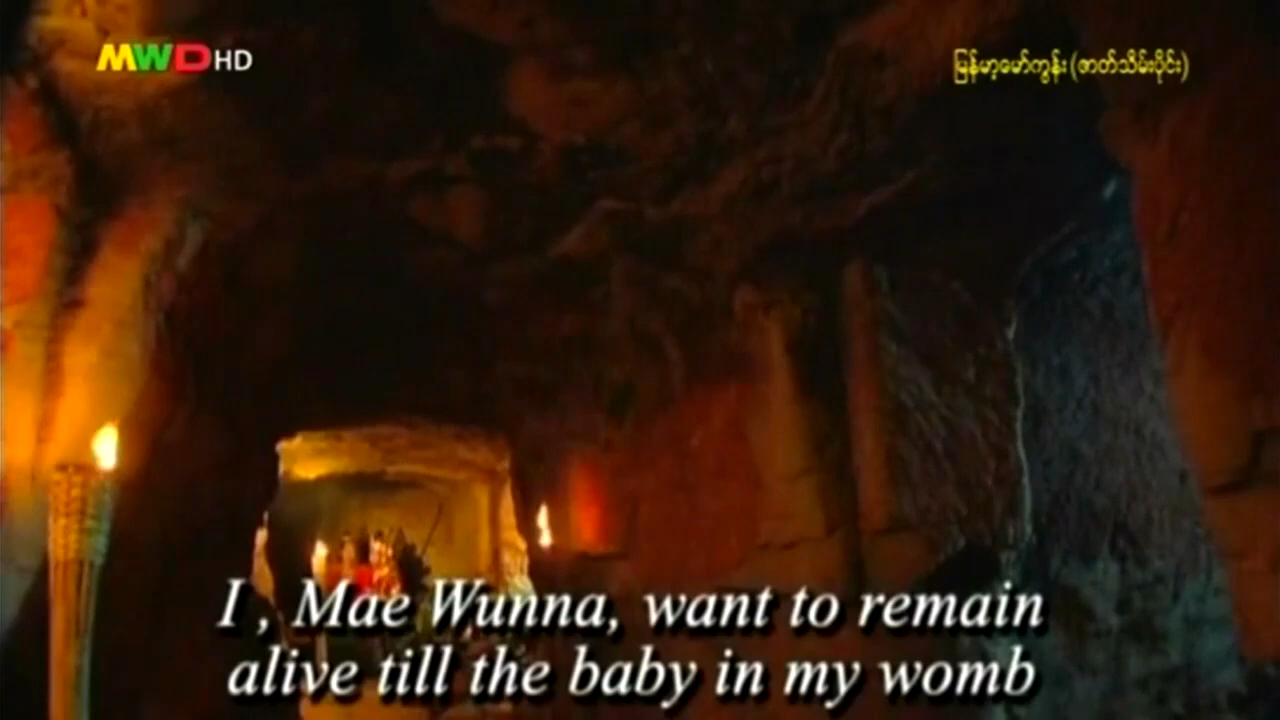 MWD HD
မြန်မာ့မော်ကွန်း (ဇာတ်သိမ်းပိုင်း)
I , Mae Wunna, want to remain
alive till the baby in my womb